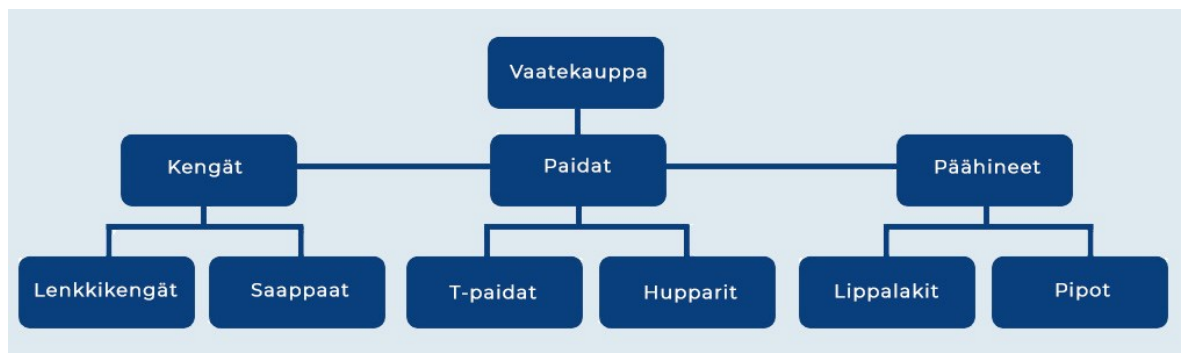 Vaatekauppa
Kengät
Paidat
Päähineet
Lenkkikengät
Saappaat
T-paidat
Hupparit
Lippalakit
Pipot